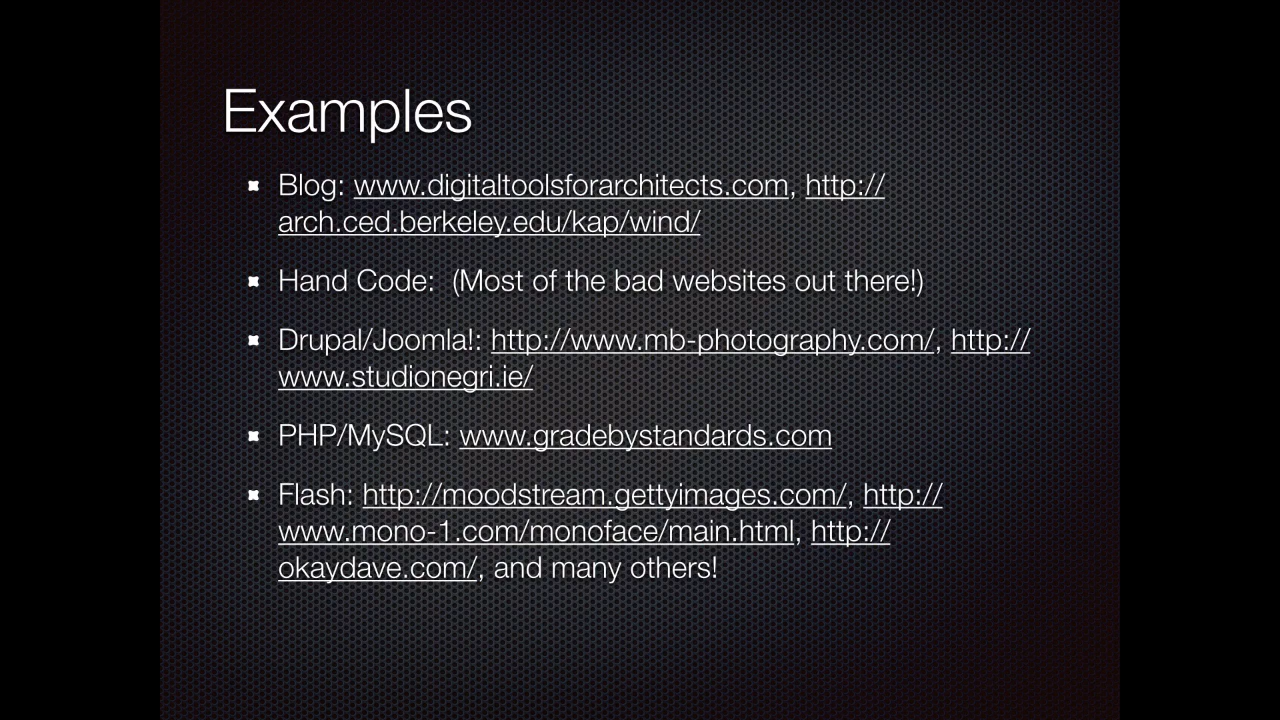 Examples
Blog: www.digitaltoolsforarchitects.com, http://
arch.ced.berkeley.edu/kap/wind/
Hand Code:  (Most of the bad websites out there!)
Drupal/Joomla!: http://www.mb-photography.com/, http://
www.studionegri.ie/
PHP/MySQL: www.gradebystandards.com
Flash: http://moodstream.gettyimages.com/, http://
www.mono-1.com/monoface/main.html, http://
okaydave.com/, and many others!